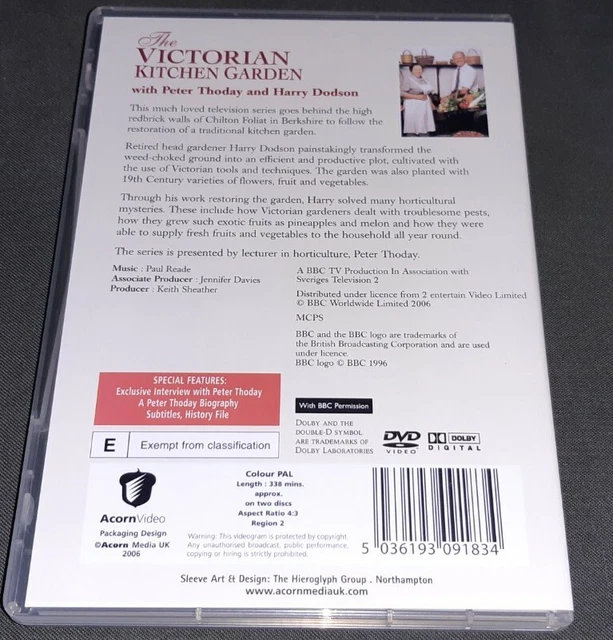 The
VICTORIAN
KITCHEN GARDEN
with Peter Thoday and Harry Dodson
This much loved television series goes behind the high
redbrick walls of Chilton Foliat in Berkshire to follow the
restoration of a traditional kitchen garden.
Retired head gardener Harry Dodson painstakingly transformed the
weed-choked ground into an efficient and productive plot, cultivated with
the use of Victorian tools and techniques. The garden was also planted with
19th Century varieties of flowers, fruit and vegetables.
Through his work restoring the garden, Harry solved many horticultural
mysteries. These include how Victorian gardeners dealt with troublesome pests,
how they grew such exotic fruits as pineapples and melon and how they were
able to supply fresh fruits and vegetables to the household all year round.
The series is presented by lecturer in horticulture, Peter Thoday.
Music : Paul Reade
Associate Producer : Jennifer Davies
Producer : Keith Sheather
A BBC TV Production In Association with
Sveriges Television 2
Distributed under licence from 2 entertain Video Limited
© BBC Worldwide Limited 2006
MCPS
BBC and the BBC logo are trademarks of
the British Broadcasting Corporation and are used
under licence.
BBC logo © BBC 1996
SPECIAL FEATURES:
Exclusive Interview with Peter Thoday
A Peter Thoday Biography
Subtitles, History File
E Exempt from classification
With BBC Permission
DOLBY AND THE
DOUBLE-D SYMBOL
ARE TRADEMARKS OF
DOLBY LABORATORIES
DVD
VIDEO
DOLBY
DIGITAL
AcornVideo
Packaging Design
©Acorn Media UK
2006
Colour PAL
Length : 338 mins.
approx.
on two discs
Aspect Ratio 4:3
Region 2
Warning: This videogram is protected by copyright.
Any unauthorised broadcast, public performance,
copying or hiring is strictly prohibited.
5 036193 091834
Sleeve Art & Design: The Hieroglyph Group . Northampton
www.acornmediauk.com